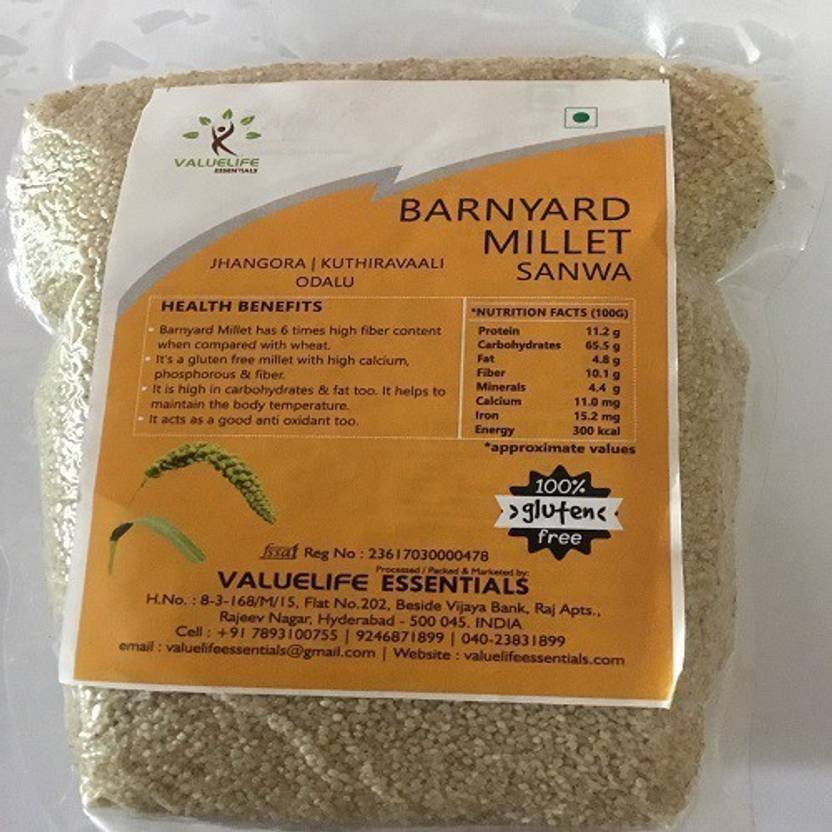 VALUELIFE
ESSENTIALS
BARNYARD
MILLET
SANWA
JHANGORA | KUTHIRAVAALI
ODALU
HEALTH BENEFITS
• Barnyard Millet has 6 times high fiber content
when compared with wheat.
• It's a gluten free millet with high calcium,
phosphorous & fiber.
• It is high in carbohydrates & fat too. It helps to
maintain the body temperature.
• It acts as a good anti oxidant too.
*NUTRITION FACTS (100G)
Protein 11.2 g
Carbohydrates 65.5 g
Fat 4.8 g
Fiber 10.1 g
Minerals 4.4 g
Calcium 11.0 mg
Iron 15.2 mg
Energy 300 kcal
*approximate values
100%
gluten
free
fssai Reg No : 23617030000478
Processed / Packed & Marketed by:
VALUELIFE ESSENTIALS
H.No. : 8-3-168/M/15, Flat No.202, Beside Vijaya Bank, Raj Apts.,
Rajeev Nagar, Hyderabad - 500 045. INDIA
Cell : +91 7893100755 | 9246871899 | 040-23831899
email : valuelifeessentials@gmail.com | Website : valuelifeessentials.com